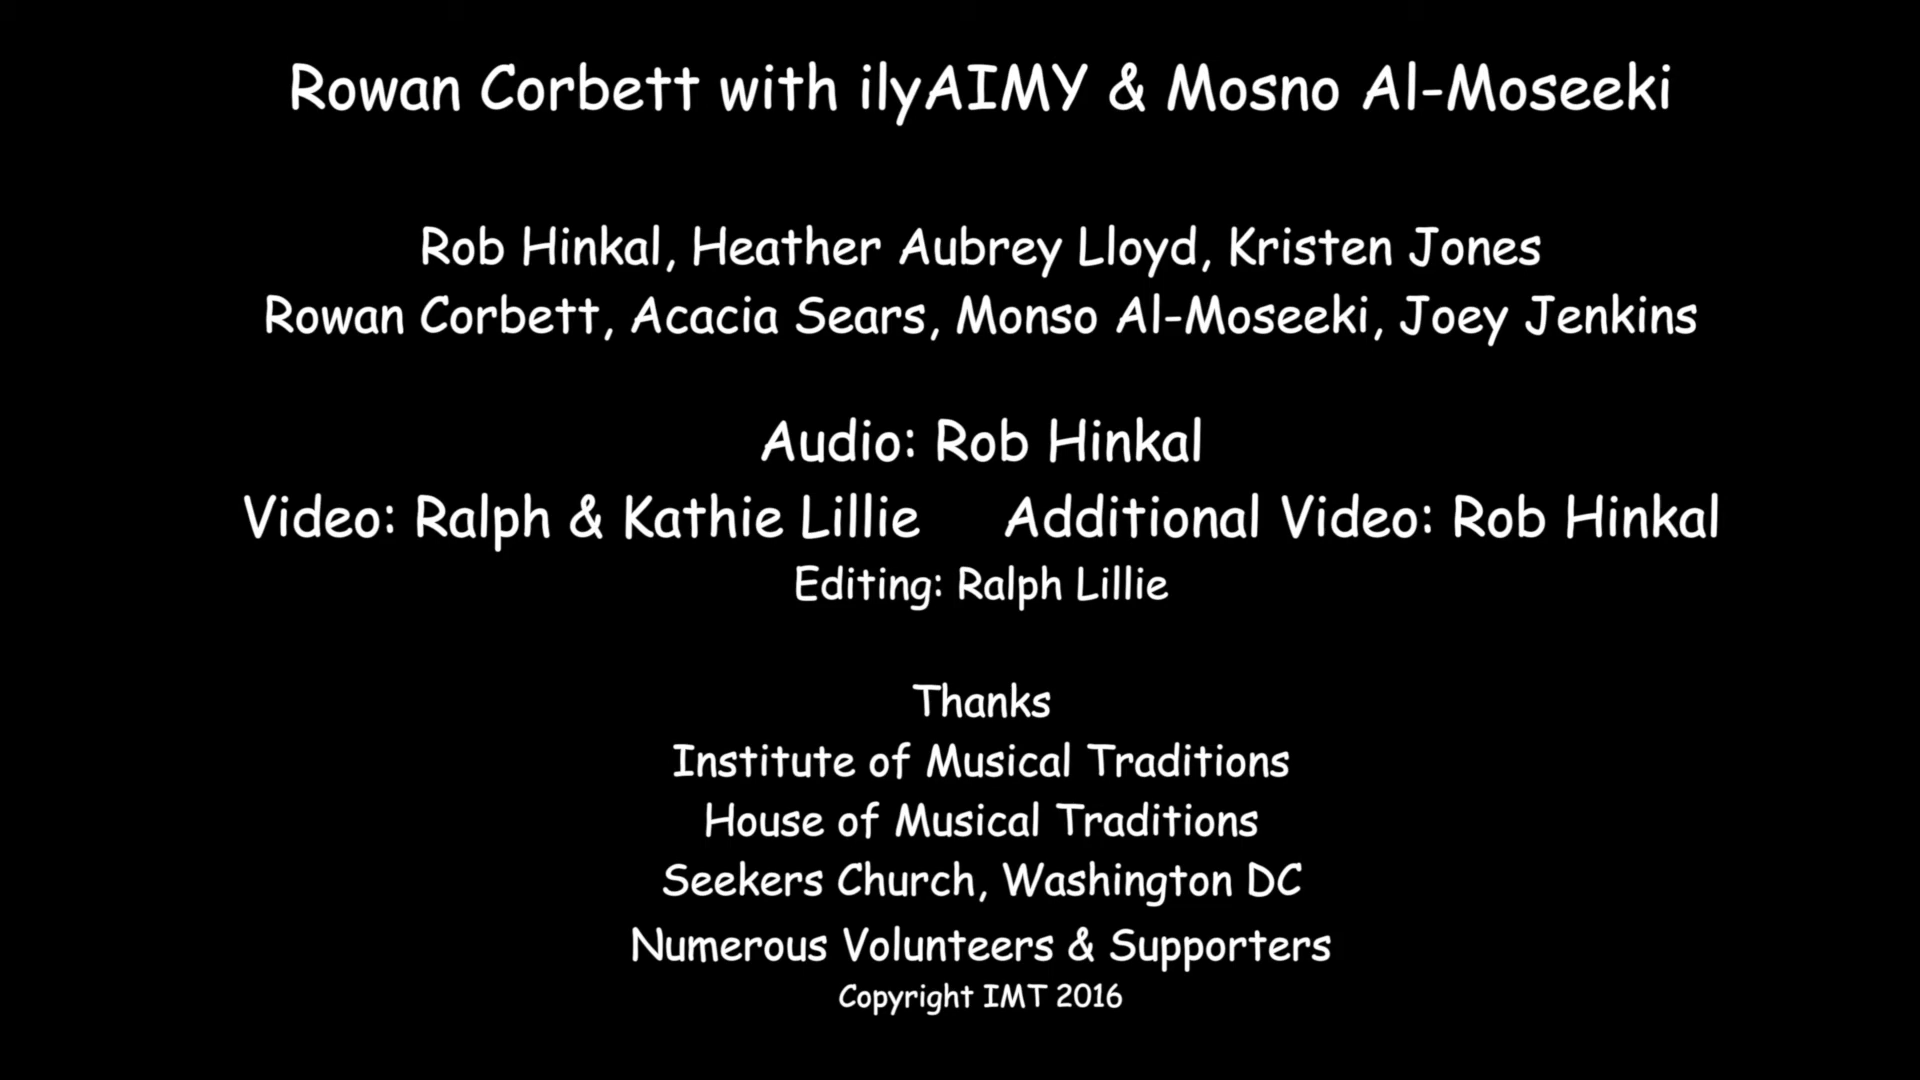 Rowan Corbett with ilyAIMY & Mosno Al-Moseeki
Rob Hinkal, Heather Aubrey Lloyd, Kristen Jones
Rowan Corbett, Acacia Sears, Monso Al-Moseeki, Joey Jenkins
Audio: Rob Hinkal
Video: Ralph & Kathie Lillie Additional Video: Rob Hinkal
Editing: Ralph Lillie
Thanks
Institute of Musical Traditions
House of Musical Traditions
Seekers Church, Washington DC
Numerous Volunteers & Supporters
Copyright IMT 2016